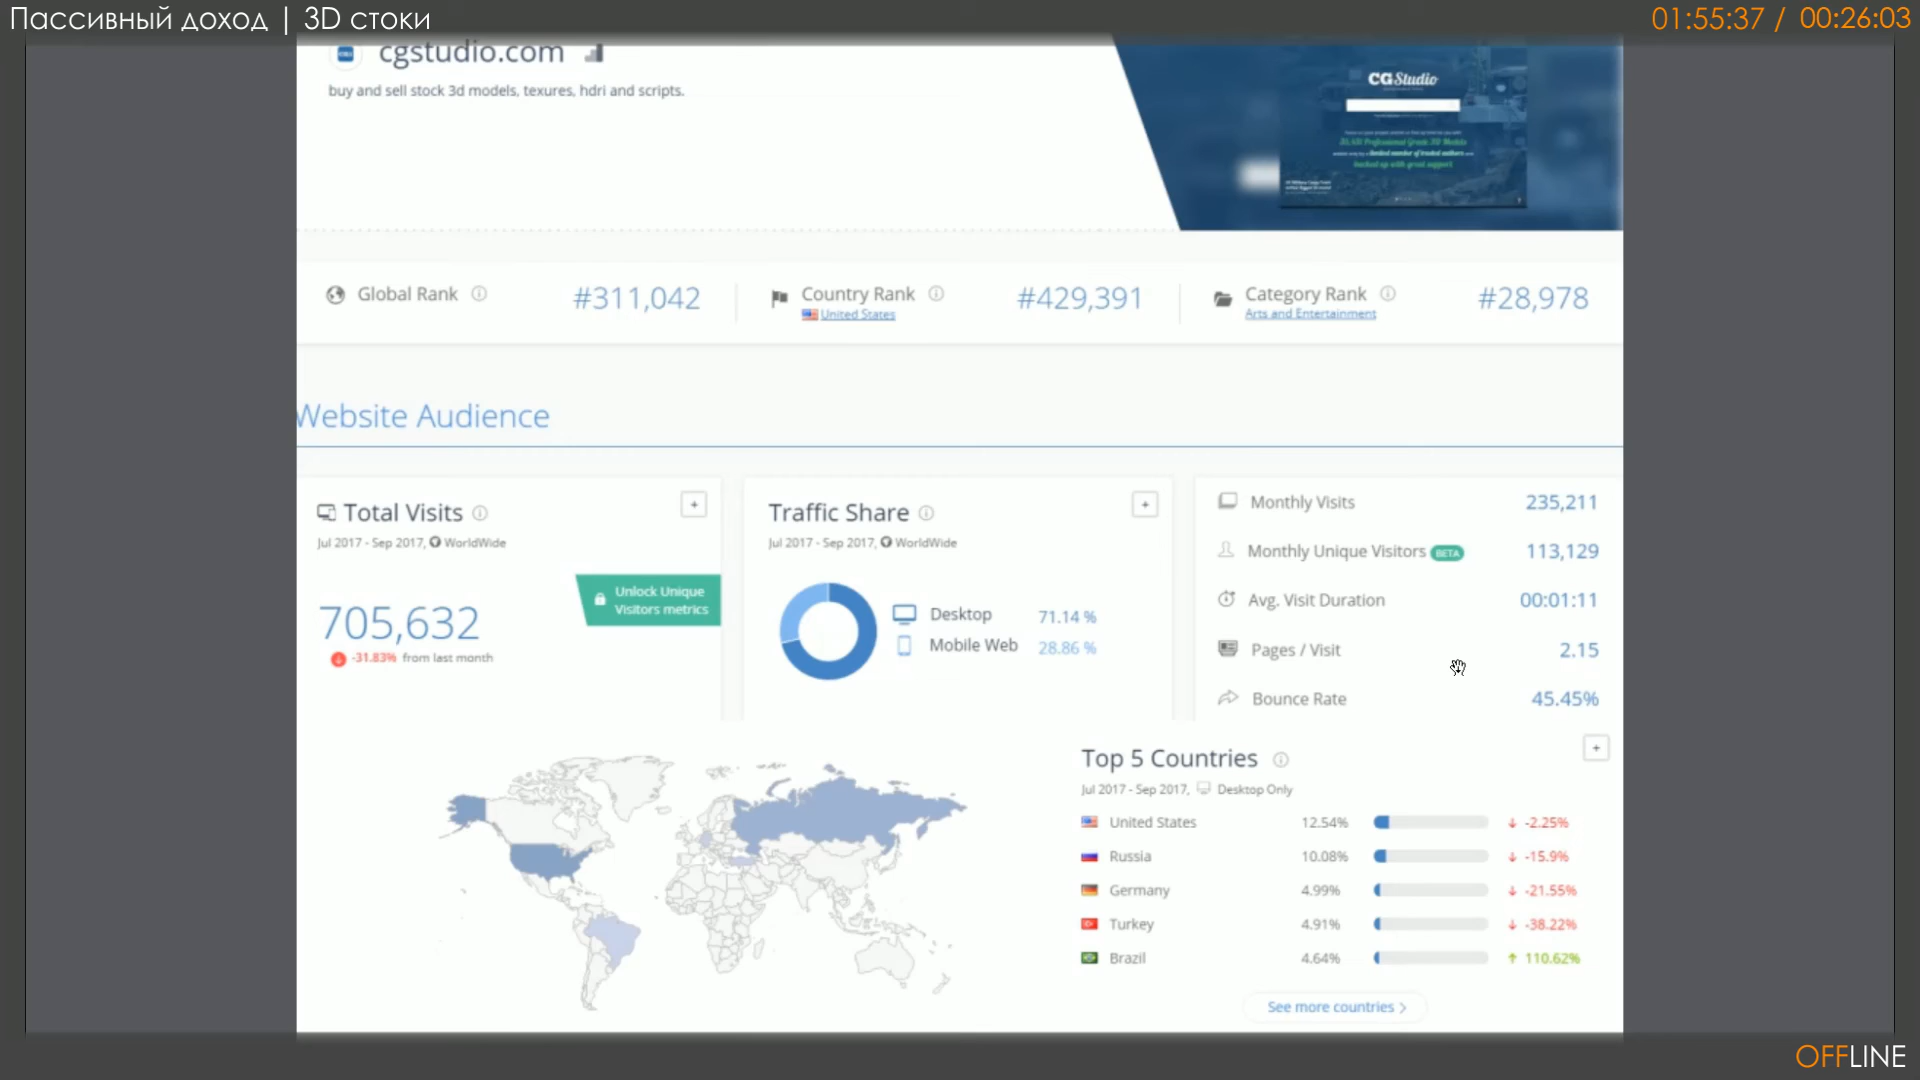 Пассивный доход | 3D стоки
01:55:37 / 00:26:03
cgstudio.com
buy and sell stock 3d models, texures, hdri and scripts.
CGStudio
Global Rank
#311,042
Country Rank
United States
#429,391
Category Rank
Arts and Entertainment
#28,978
Website Audience
Total Visits
Jul 2017 - Sep 2017, WorldWide
Unlock Unique
Visitors metrics
705,632
-31.83% from last month
Traffic Share
Jul 2017 - Sep 2017, WorldWide
Desktop 71.14 %
Mobile Web 28.86 %
Monthly Visits 235,211
Monthly Unique Visitors BETA 113,129
Avg. Visit Duration 00:01:11
Pages / Visit 2.15
Bounce Rate 45.45%
Top 5 Countries
Jul 2017 - Sep 2017, Desktop Only
United States 12.54% -2.25%
Russia 10.08% -15.9%
Germany 4.99% -21.55%
Turkey 4.91% -38.22%
Brazil 4.64% 110.62%
See more countries >
OFFLINE